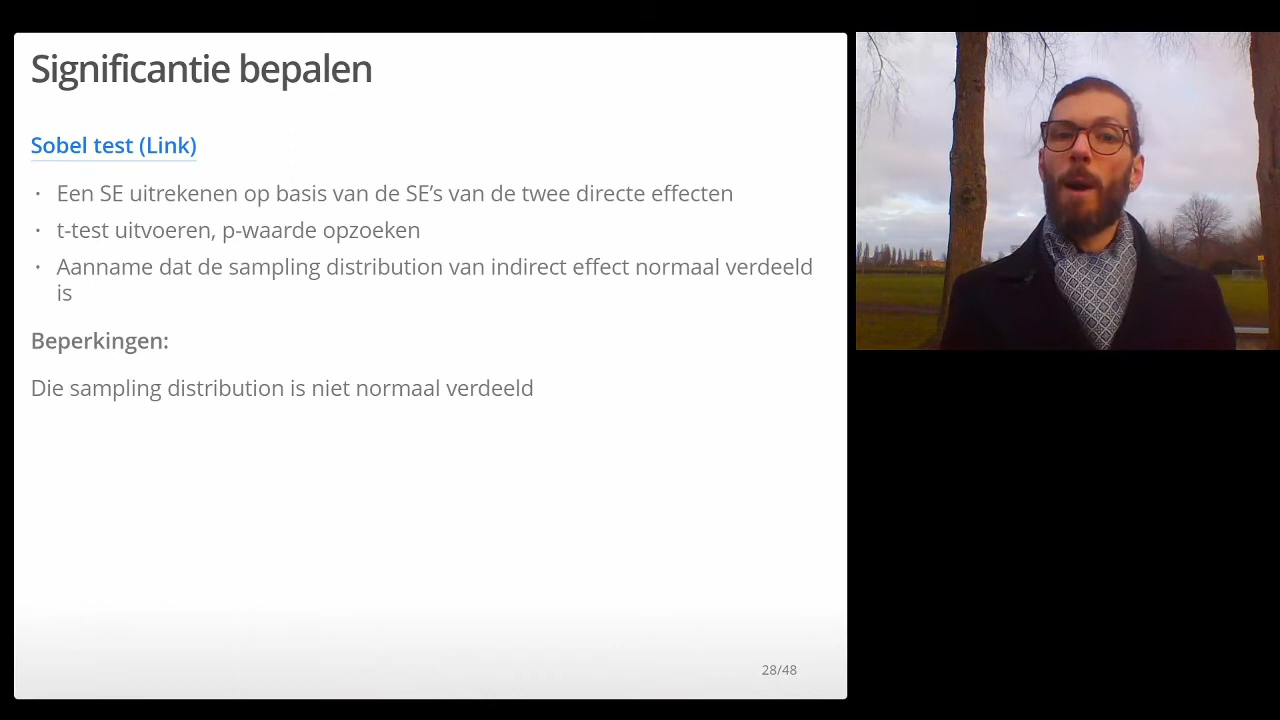 Significantie bepalen
Sobel test (Link)
· Een SE uitrekenen op basis van de SE’s van de twee directe effecten
· t-test uitvoeren, p-waarde opzoeken
· Aanname dat de sampling distribution van indirect effect normaal verdeeld
is
Beperkingen:
Die sampling distribution is niet normaal verdeeld
28/48